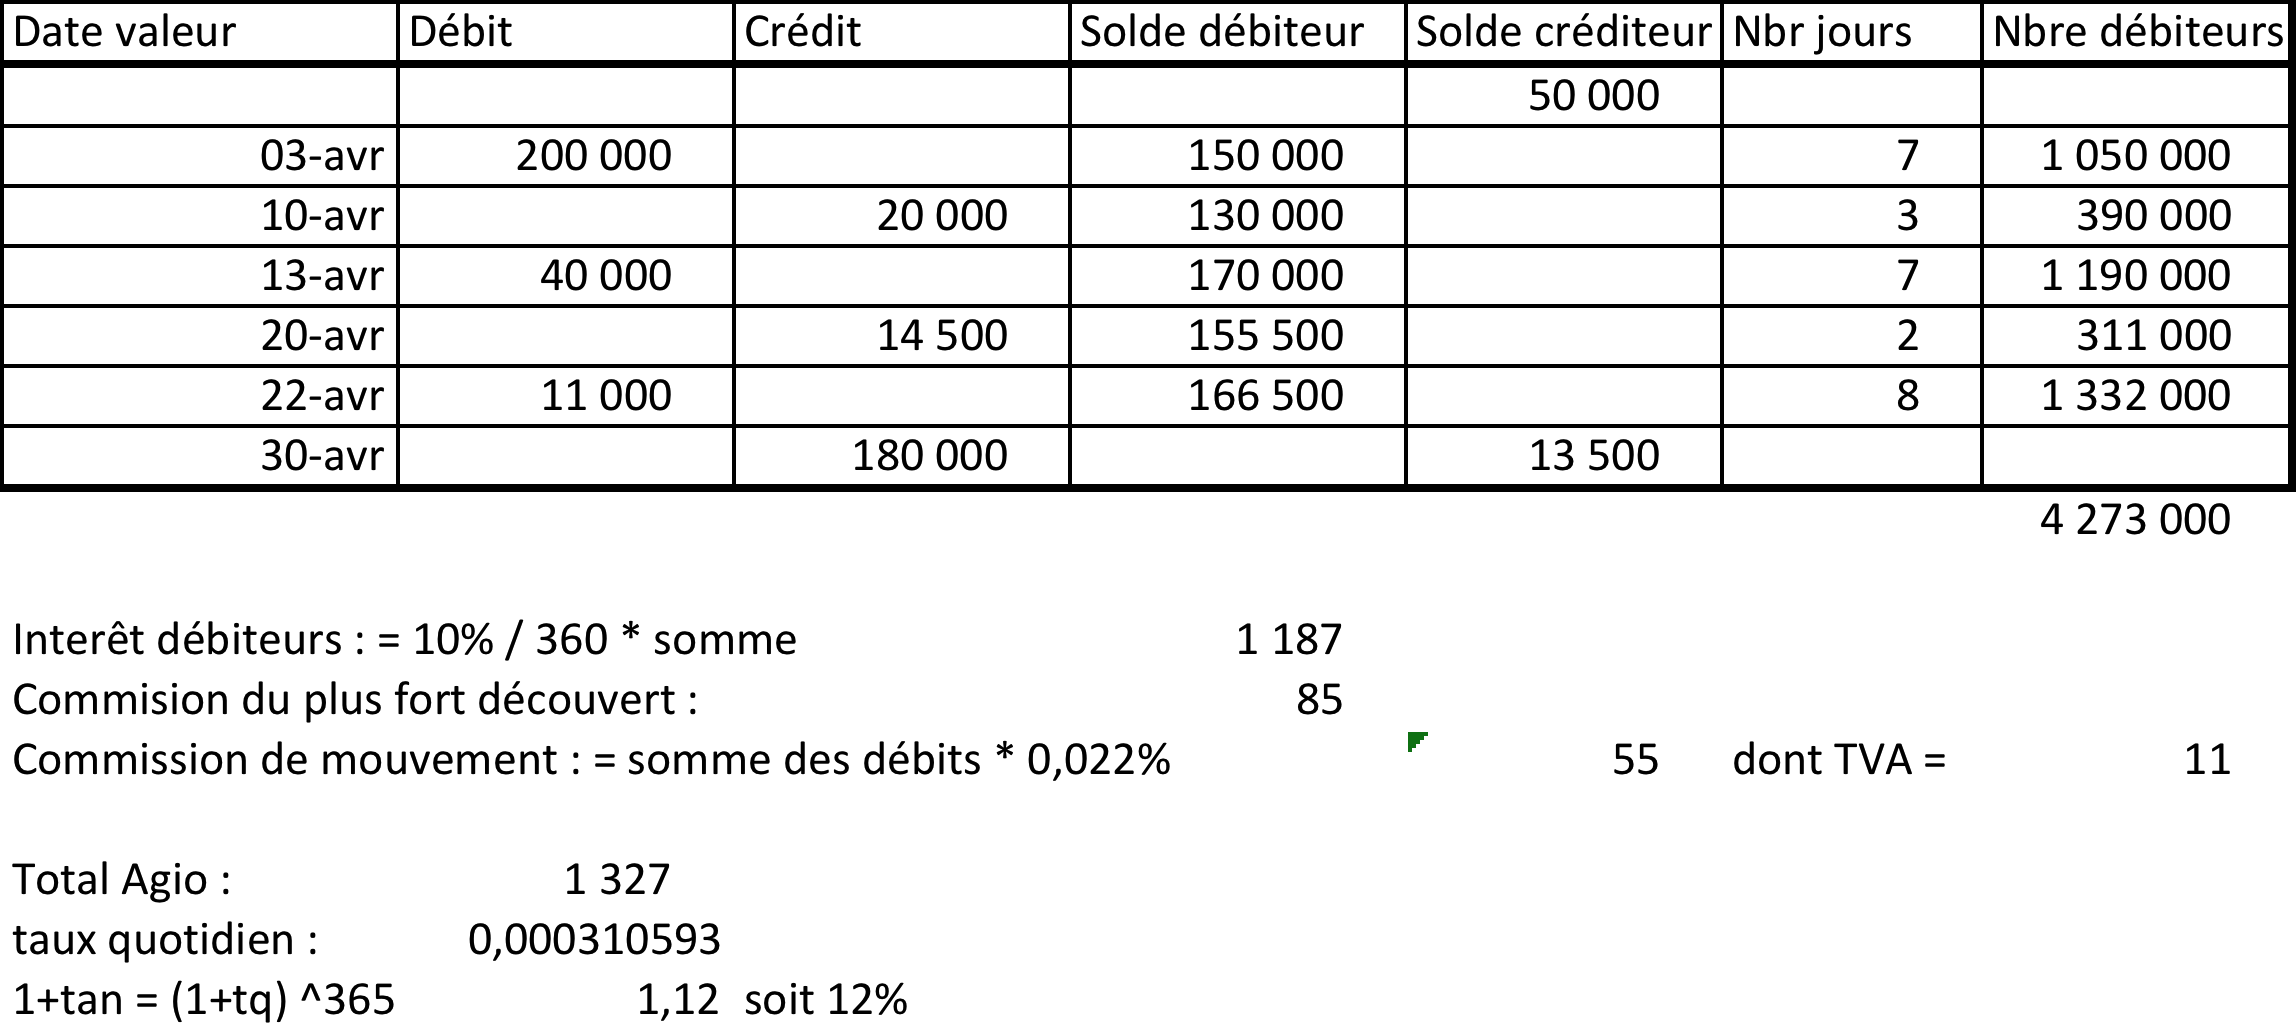 Date valeur Débit Crédit Solde débiteur Solde créditeur Nbr jours Nbre débiteurs
50 000
03-avr 200 000 150 000 7 1 050 000
10-avr 20 000 130 000 3 390 000
13-avr 40 000 170 000 7 1 190 000
20-avr 14 500 155 500 2 311 000
22-avr 11 000 166 500 8 1 332 000
30-avr 180 000 13 500
4 273 000
Interêt débiteurs : = 10% / 360 * somme 1 187
Commision du plus fort découvert : 85
Commission de mouvement : = somme des débits * 0,022% 55 dont TVA = 11
Total Agio : 1 327
taux quotidien : 0,000310593
1+tan = (1+tq) ^365 1,12 soit 12%